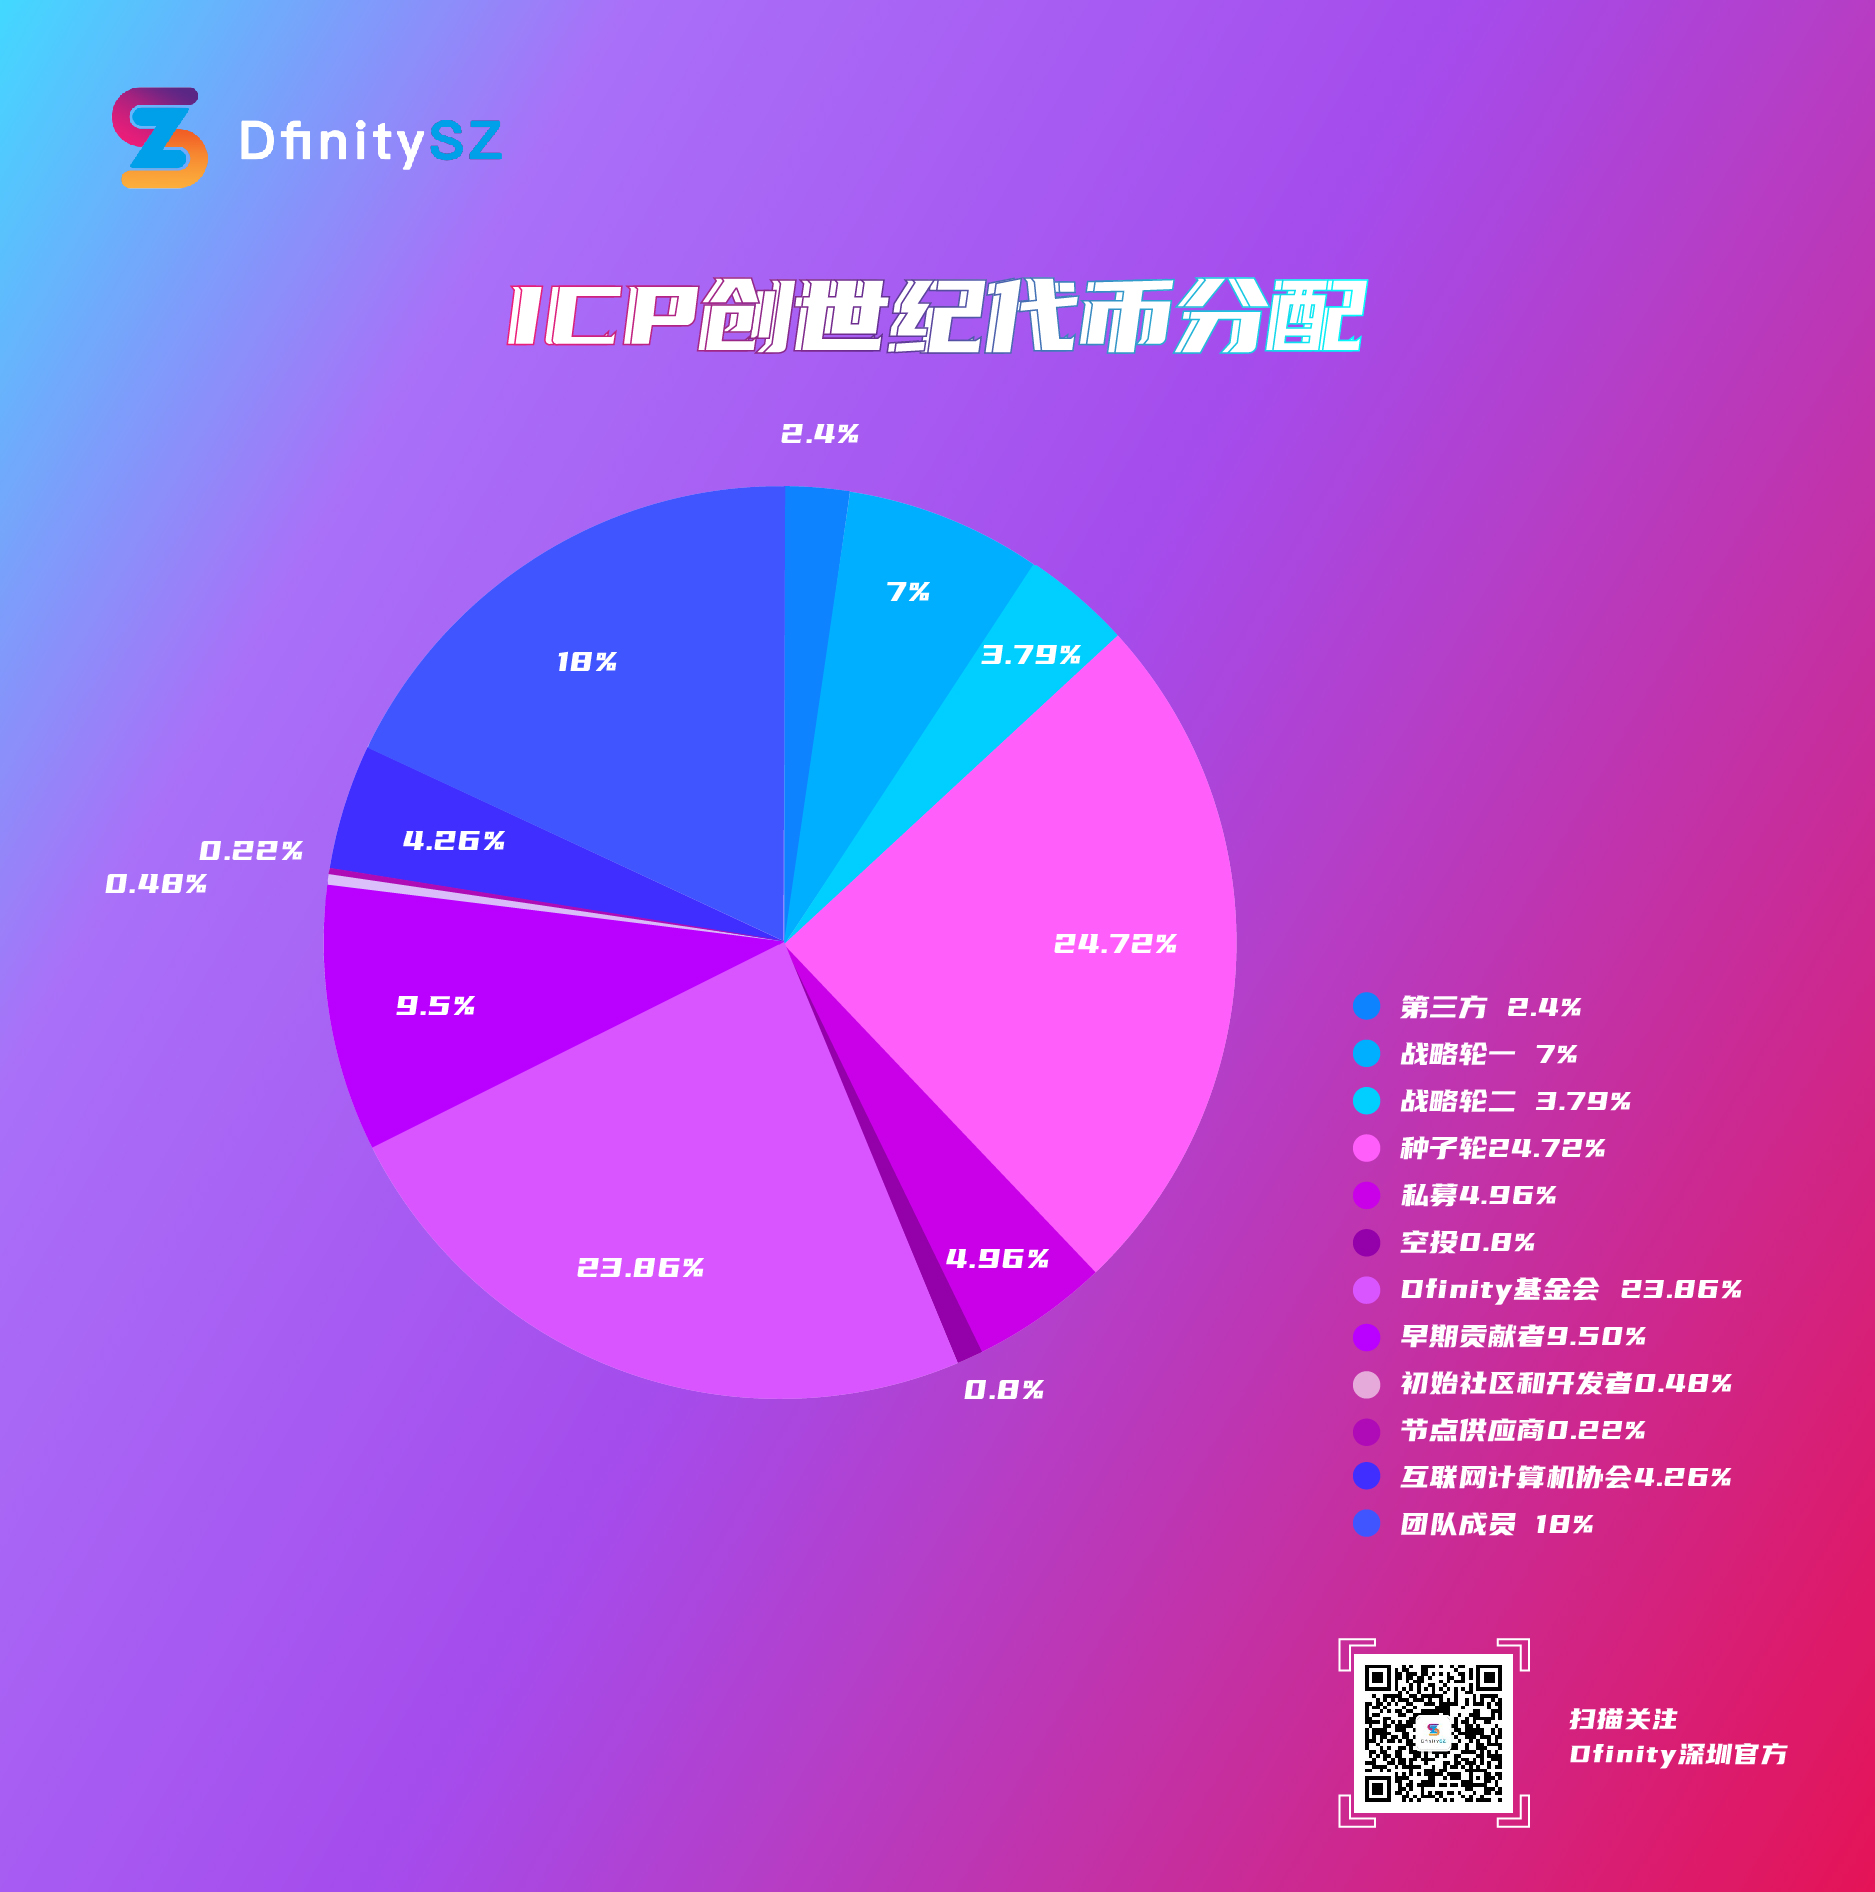 DfinitySZ
ICP创世纪代币分配
2.4%
7%
3.79%
18%
24.72%
4.26%
0.22%
0.48%
9.5%
23.86%
4.96%
0.8%
第三方 2.4%
战略轮一 7%
战略轮二 3.79%
种子轮24.72%
私募4.96%
空投0.8%
Dfinity基金会 23.86%
早期贡献者9.50%
初始社区和开发者0.48%
节点供应商0.22%
互联网计算机协会4.26%
团队成员 18%
DfinitySZ
扫描关注
Dfinity深圳官方